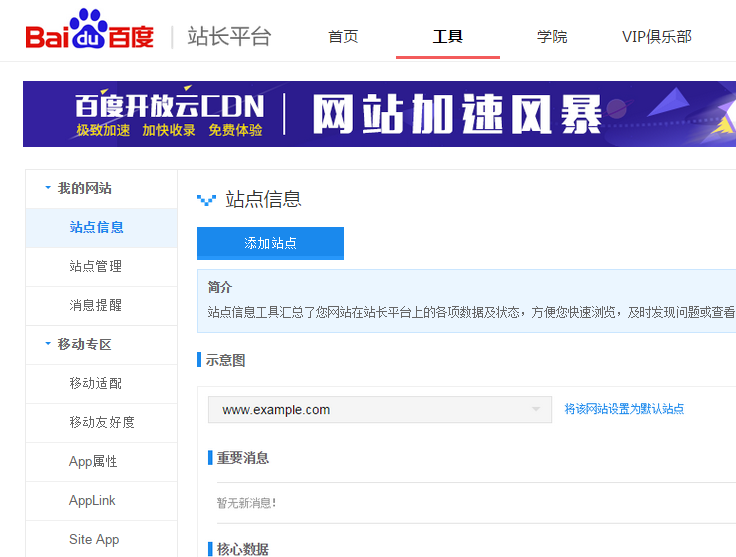 Bai du 百度 | 站长平台
首页 工具 学院 VIP俱乐部
百度开放云CDN
极致加速 加快收录 免费体验
网站加速风暴
我的网站
站点信息
站点管理
消息提醒
移动专区
移动适配
移动友好度
App属性
AppLink
Site App
站点信息
添加站点
简介
站点信息工具汇总了您网站在站长平台上的各项数据及状态，方便您快速浏览，及时发现问题或查看
示意图
www.example.com 将该网站设置为默认站点
重要消息
暂无新消息！
核心数据